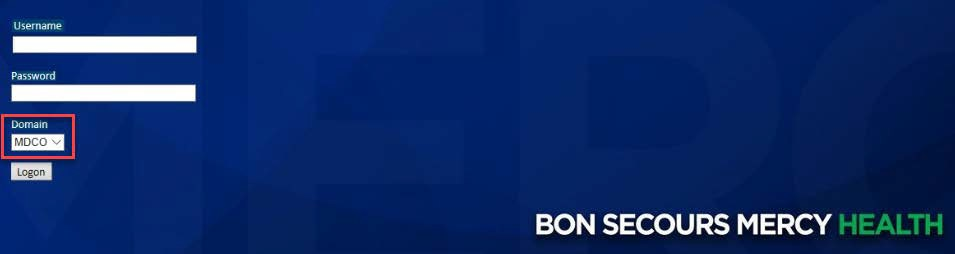 Username
Password
Domain
MDCO
Logon
BON SECOURS MERCY HEALTH